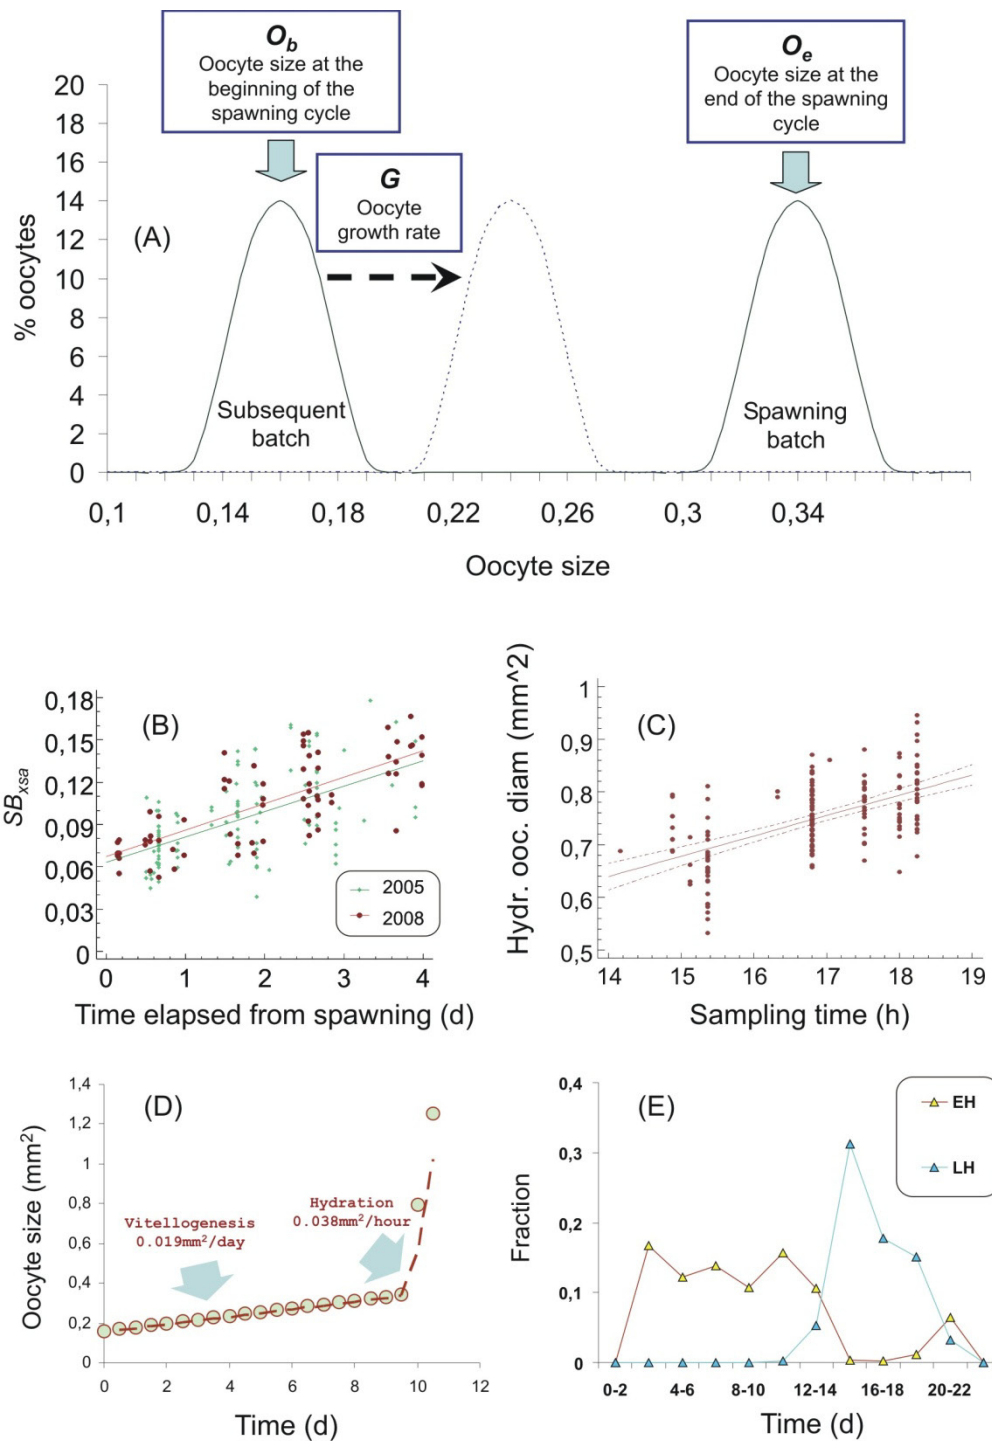 O_b
Oocyte size at the
beginning of the
spawning cycle
O_e
Oocyte size at the
end of the spawning
cycle
G
Oocyte
growth rate
(A)
% oocytes
20
18
16
14
12
10
8
6
4
2
0
Subsequent
batch
Spawning
batch
0,1
0,14
0,18
0,22
0,26
0,3
0,34
Oocyte size
(B)
SB_xsa
0,18
0,15
0,12
0,09
0,06
0,03
0
2005
2008
0
1
2
3
4
Time elapsed from spawning (d)
(C)
Hydr. ooc. diam (mm^2)
1
0,9
0,8
0,7
0,6
0,5
14
15
16
17
18
19
Sampling time (h)
(D)
Oocyte size (mm²)
1,4
1,2
1
0,8
0,6
0,4
0,2
0
Vitellogenesis
0.019mm²/day
Hydration
0.038mm²/hour
0
2
4
6
8
10
12
Time (d)
(E)
Fraction
0,4
0,3
0,2
0,1
0
EH
LH
0-2
4-6
8-10
12-14
16-18
20-22
Time (d)